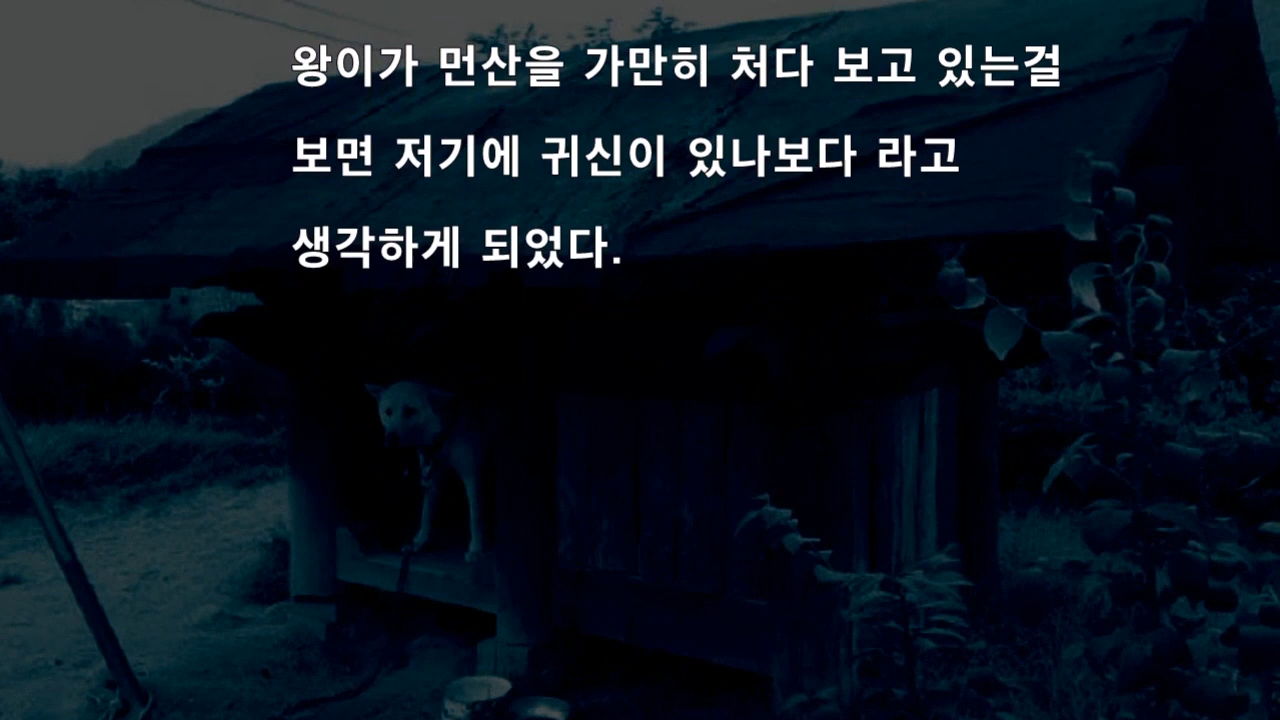 왕이가 먼산을 가만히 처다 보고 있는걸
보면 저기에 귀신이 있나보다 라고
생각하게 되었다.